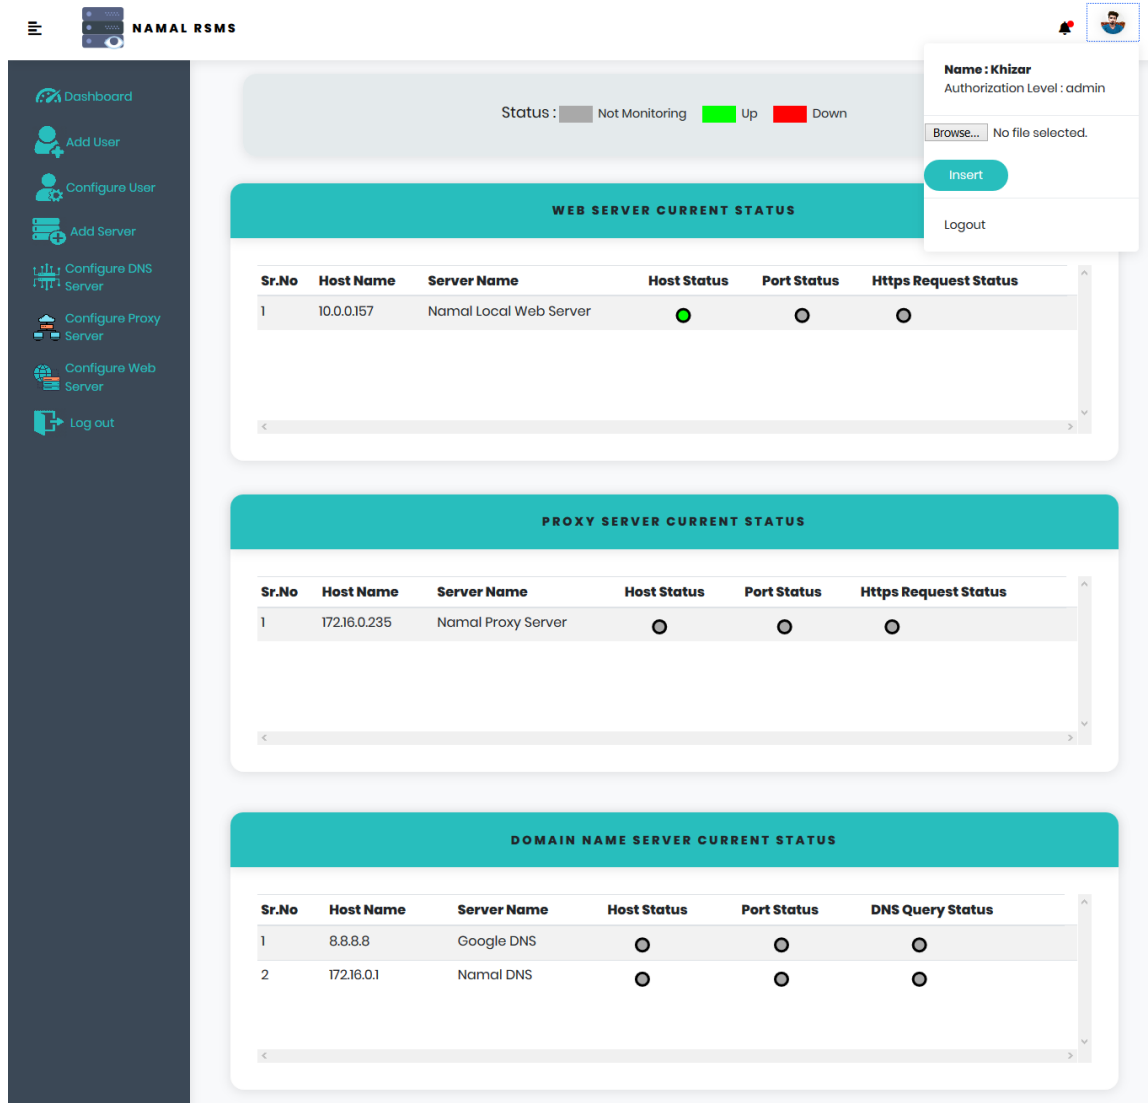 NAMAL RSMS
Name : Khizar
Authorization Level : admin
Browse... No file selected.
Insert
Logout
Dashboard
Add User
Configure User
Add Server
Configure DNS
Server
Configure Proxy
Server
Configure Web
Server
Log out
Status : Not Monitoring Up Down
WEB SERVER CURRENT STATUS
Sr.No Host Name Server Name Host Status Port Status Https Request Status
1 10.0.0.157 Namal Local Web Server
PROXY SERVER CURRENT STATUS
Sr.No Host Name Server Name Host Status Port Status Https Request Status
1 172.16.0.235 Namal Proxy Server
DOMAIN NAME SERVER CURRENT STATUS
Sr.No Host Name Server Name Host Status Port Status DNS Query Status
1 8.8.8.8 Google DNS
2 172.16.0.1 Namal DNS